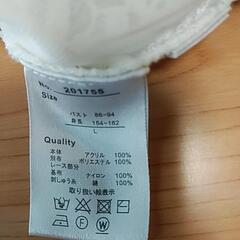 No. 201755
Size
バスト 86-94
身長 154-162
L
Quality
本体 アクリル 100%
別布 ポリエステル 100%
レース部分
基布 ナイロン 100%
刺しゅう糸 綿 100%
取り扱い絵表示